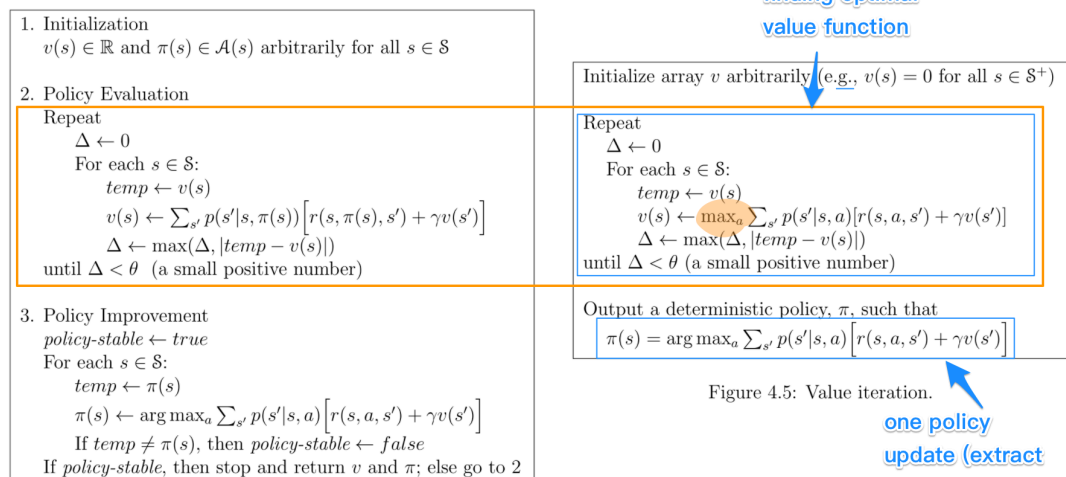 1. Initialization
v(s) ∈ ℝ and π(s) ∈ 𝒜(s) arbitrarily for all s ∈ 𝒮
2. Policy Evaluation
Repeat
Δ ← 0
For each s ∈ 𝒮:
temp ← v(s)
v(s) ← ∑_{s'} p(s'|s, π(s)) [r(s, π(s), s') + γv(s')]
Δ ← max(Δ, |temp − v(s)|)
until Δ < θ (a small positive number)
3. Policy Improvement
policy-stable ← true
For each s ∈ 𝒮:
temp ← π(s)
π(s) ← arg max_a ∑_{s'} p(s'|s, a) [r(s, a, s') + γv(s')]
If temp ≠ π(s), then policy-stable ← false
If policy-stable, then stop and return v and π; else go to 2
finding optimal
value function
Initialize array v arbitrarily (e.g., v(s) = 0 for all s ∈ 𝒮⁺)
Repeat
Δ ← 0
For each s ∈ 𝒮:
temp ← v(s)
v(s) ← max_a ∑_{s'} p(s'|s, a)[r(s, a, s') + γv(s')]
Δ ← max(Δ, |temp − v(s)|)
until Δ < θ (a small positive number)
Output a deterministic policy, π, such that
π(s) = arg max_a ∑_{s'} p(s'|s, a) [r(s, a, s') + γv(s')]
Figure 4.5: Value iteration.
one policy
update (extract